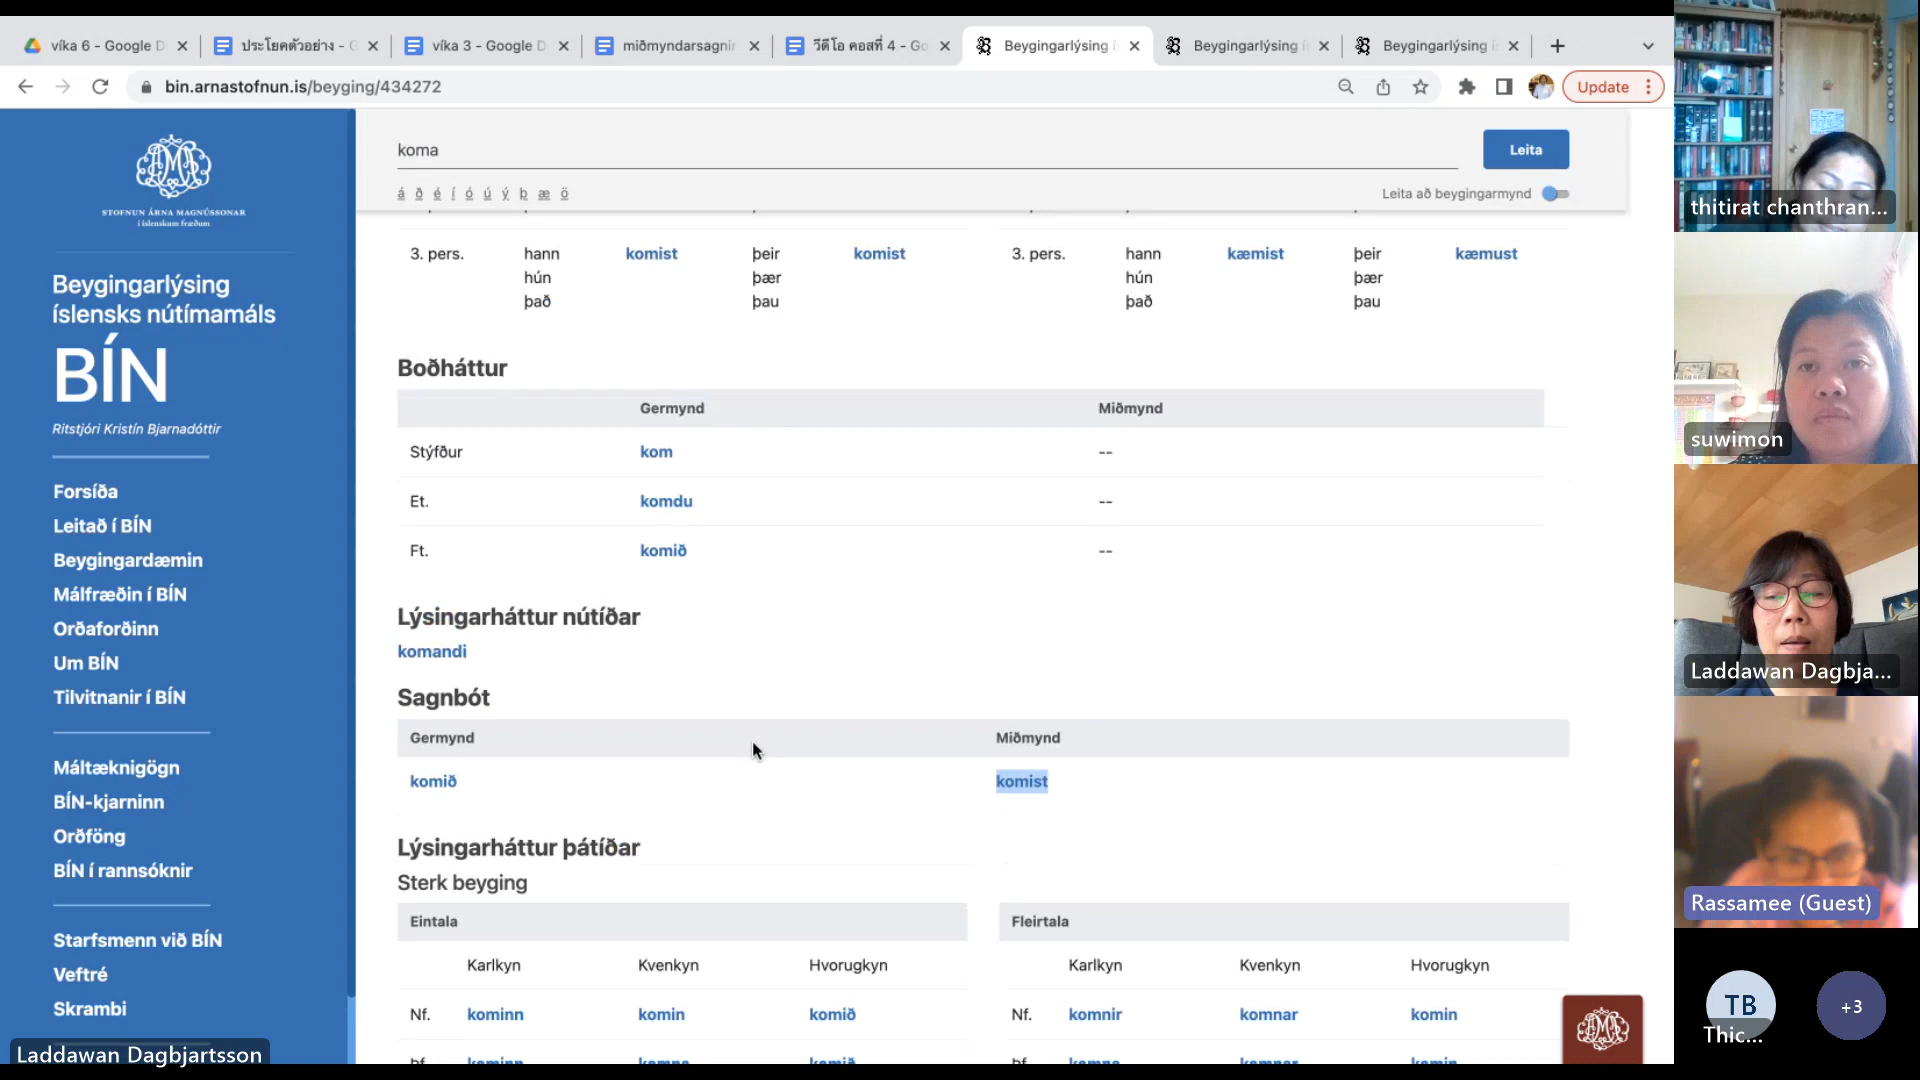 víka 6 - Google D
ประโยคตัวอย่าง - G
víka 3 - Google D
miðmyndarsagnir
วีดีโอ คอสที่ 4 - Go
Beygingarlýsing í
Beygingarlýsing í
Beygingarlýsing í
bin.arnastofnun.is/beyging/434272
Update
STOFNUN ÁRNA MAGNÚSSONAR
í íslenskum fræðum
Beygingarlýsing
íslensks nútímamáls
BÍN
Ritstjóri Kristín Bjarnadóttir
Forsíða
Leitað í BÍN
Beygingardæmin
Málfræðin í BÍN
Orðaforðinn
Um BÍN
Tilvitnanir í BÍN
Máltæknigögn
BÍN-kjarninn
Orðföng
BÍN í rannsóknir
Starfsmenn við BÍN
Veftré
Skrambi
Laddawan Dagbjartsson
koma
Leita
á ð é í ó ú ý þ æ ö
Leita að beygingarmynd
3. pers. hann komist þeir komist 3. pers. hann kæmist þeir kæmust
hún þær hún þær
það þau það þau
Boðháttur
Germynd Miðmynd
Stýfður kom --
Et. komdu --
Ft. komið --
Lýsingarháttur nútíðar
komandi
Sagnbót
Germynd Miðmynd
komið komist
Lýsingarháttur þátíðar
Sterk beyging
Eintala Fleirtala
Karlkyn Kvenkyn Hvorugkyn Karlkyn Kvenkyn Hvorugkyn
Nf. kominn komin komið Nf. komnir komnar komin
thitirat chanthran...
suwimon
Laddawan Dagbja...
Rassamee (Guest)
TB
Thic...
+3